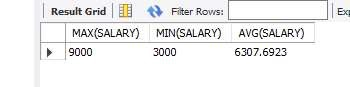 Result Grid Filter Rows: Exp
MAX(SALARY) MIN(SALARY) AVG(SALARY)
9000 3000 6307.6923